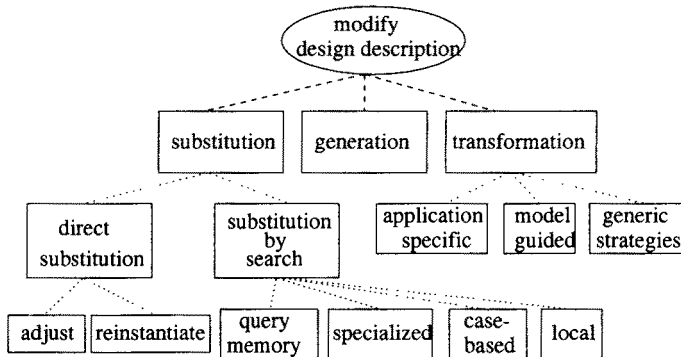 modify
design description
substitution
generation
transformation
direct
substitution
substitution
by
search
application
specific
model
guided
generic
strategies
adjust
reinstantiate
query
memory
specialized
case-
based
local